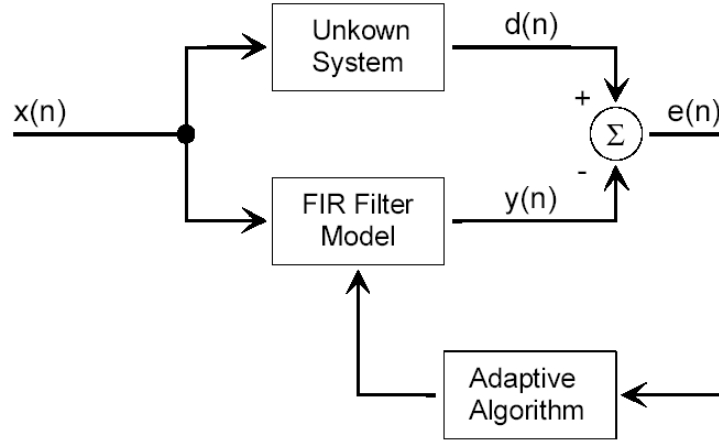 Unkown
System
d(n)
x(n)
+
Σ
e(n)
-
FIR Filter
Model
y(n)
Adaptive
Algorithm